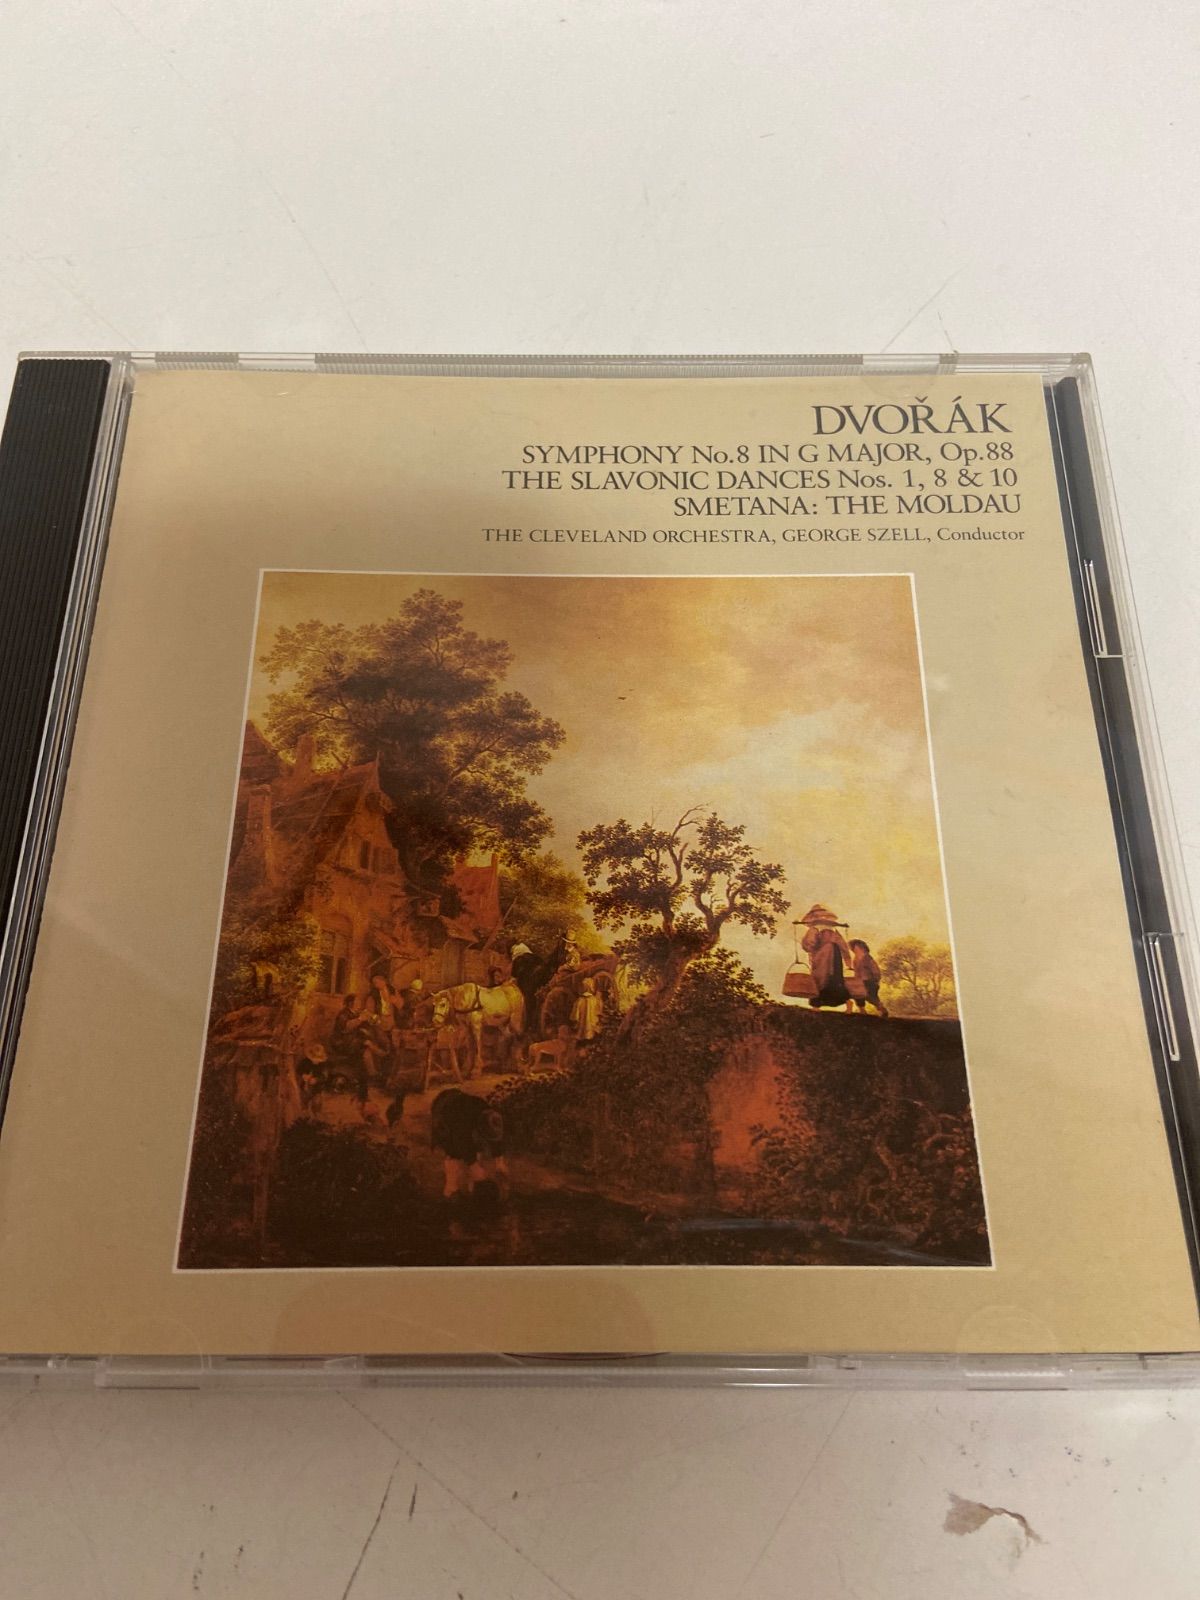 DVOŘÁK
SYMPHONY No.8 IN G MAJOR, Op.88
THE SLAVONIC DANCES Nos. 1, 8 & 10
SMETANA: THE MOLDAU
THE CLEVELAND ORCHESTRA, GEORGE SZELL, Conductor